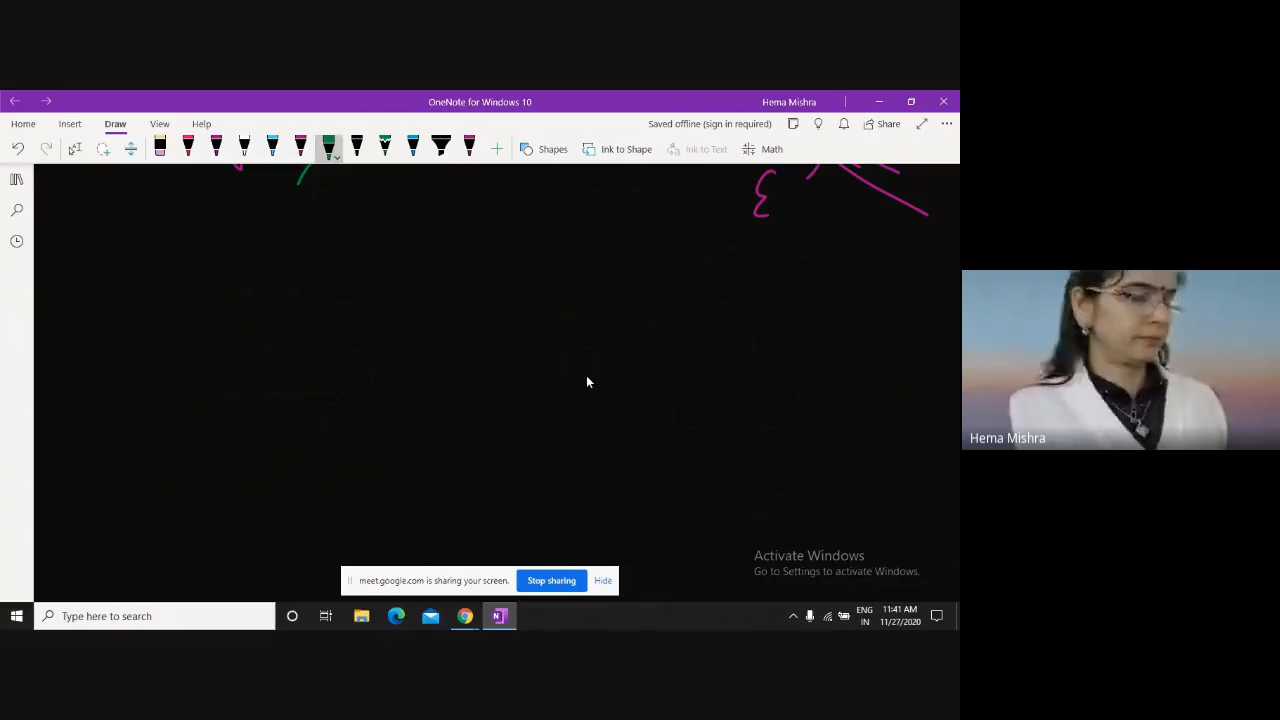 OneNote for Windows 10
Hema Mishra
Home Insert Draw View Help
Saved offline (sign in required)
Share
Shapes
Ink to Shape
Ink to Text
Math
ε
Hema Mishra
Activate Windows
Go to Settings to activate Windows.
meet.google.com is sharing your screen.
Stop sharing
Hide
Type here to search
ENG
IN
11:41 AM
11/27/2020